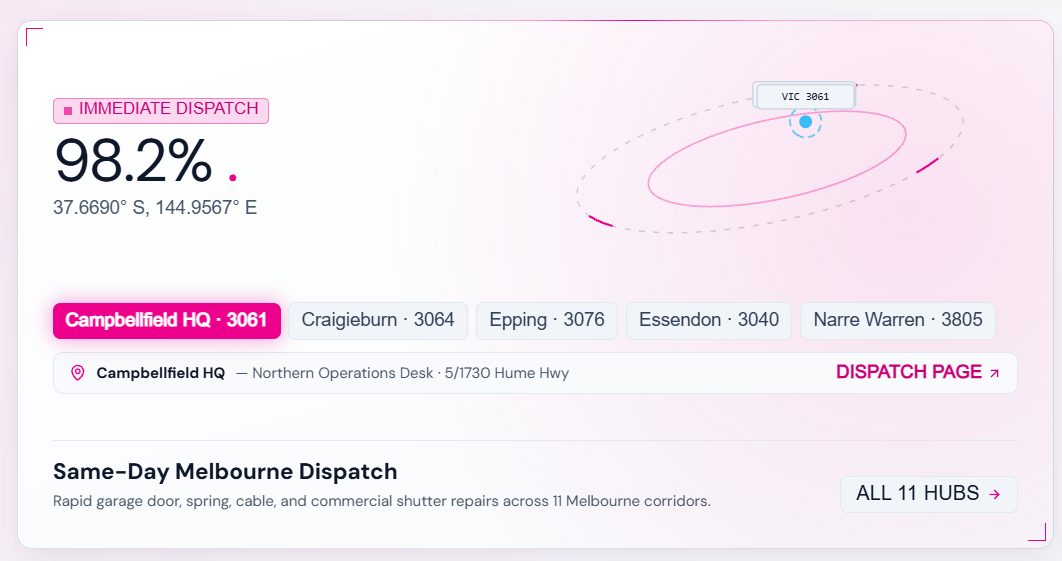 IMMEDIATE DISPATCH
98.2% .
37.6690° S, 144.9567° E
VIC 3061
Campbellfield HQ · 3061
Craigieburn · 3064
Epping · 3076
Essendon · 3040
Narre Warren · 3805
Campbellfield HQ — Northern Operations Desk · 5/1730 Hume Hwy
DISPATCH PAGE
Same-Day Melbourne Dispatch
Rapid garage door, spring, cable, and commercial shutter repairs across 11 Melbourne corridors.
ALL 11 HUBS